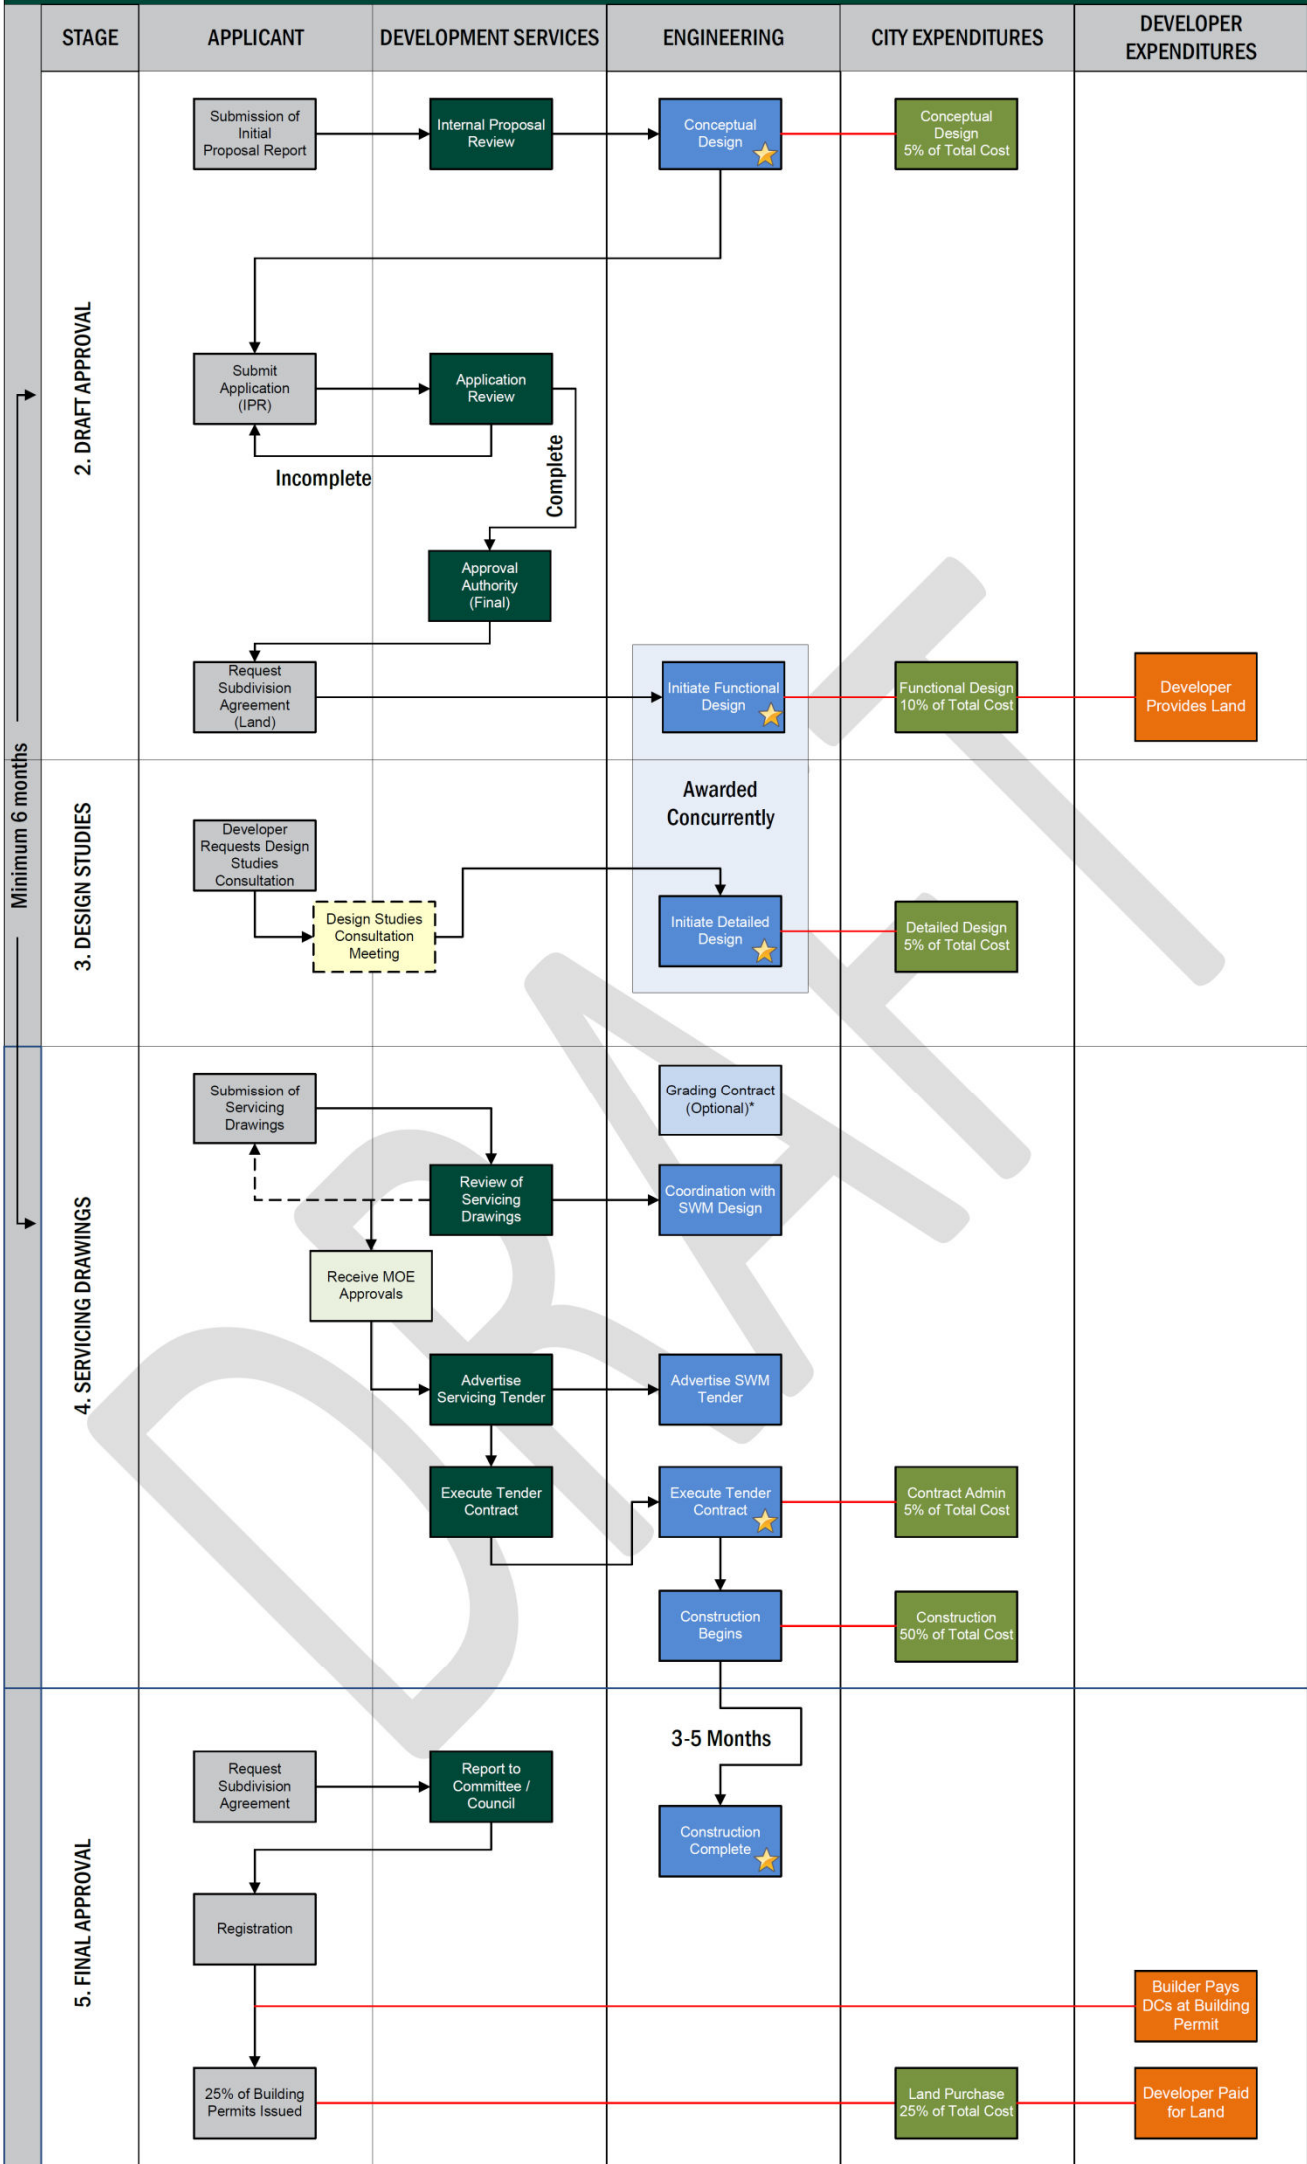 STAGE
APPLICANT
DEVELOPMENT SERVICES
ENGINEERING
CITY EXPENDITURES
DEVELOPER
EXPENDITURES
Minimum 6 months
2. DRAFT APPROVAL
Submission of
Initial
Proposal Report
Internal Proposal
Review
Conceptual
Design
Conceptual
Design
5% of Total Cost
Submit
Application
(IPR)
Application
Review
Incomplete
Complete
Approval
Authority
(Final)
Request
Subdivision
Agreement
(Land)
Initiate Functional
Design
Functional Design
10% of Total Cost
Developer
Provides Land
3. DESIGN STUDIES
Awarded
Concurrently
Developer
Requests Design
Studies
Consultation
Design Studies
Consultation
Meeting
Initiate Detailed
Design
Detailed Design
5% of Total Cost
4. SERVICING DRAWINGS
Submission of
Servicing
Drawings
Grading Contract
(Optional)*
Review of
Servicing
Drawings
Coordination with
SWM Design
Receive MOE
Approvals
Advertise
Servicing Tender
Advertise SWM
Tender
Execute Tender
Contract
Execute Tender
Contract
Contract Admin
5% of Total Cost
Construction
Begins
Construction
50% of Total Cost
5. FINAL APPROVAL
3-5 Months
Request
Subdivision
Agreement
Report to
Committee /
Council
Construction
Complete
Registration
Builder Pays
DCs at Building
Permit
25% of Building
Permits Issued
Land Purchase
25% of Total Cost
Developer Paid
for Land
DRAFT